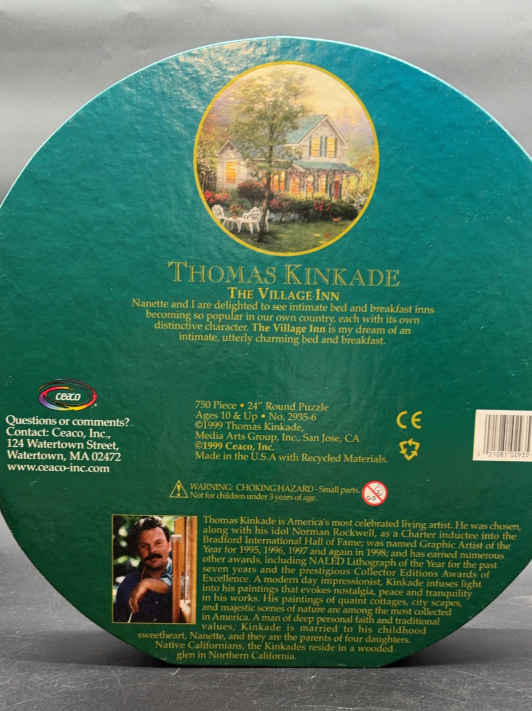 THOMAS KINKADE
THE VILLAGE INN
Nanette and I are delighted to see intimate bed and breakfast inns
becoming so popular in our own country, each with its own
distinctive character. The Village Inn is my dream of an
intimate, utterly charming bed and breakfast.
ceaco
Questions or comments?
Contact: Ceaco, Inc.,
124 Watertown Street,
Watertown, MA 02472
www.ceaco-inc.com
750 Piece • 24" Round Puzzle
Ages 10 & Up • No. 2935-6
©1999 Thomas Kinkade,
Media Arts Group, Inc., San Jose, CA
©1999 Ceaco, Inc.
Made in the U.S.A with Recycled Materials.
CE
WARNING: CHOKING HAZARD - Small parts.
Not for children under 3 years of age.
Thomas Kinkade is America's most celebrated living artist. He was chosen,
along with his idol Norman Rockwell, as a Charter inductee into the
Bradford International Hall of Fame; was named Graphic Artist of the
Year for 1995, 1996, 1997 and again in 1998; and has earned numerous
other awards, including NALED Lithograph of the Year for the past
seven years and the prestigious Collector Editions Awards of
Excellence. A modern day impressionist, Kinkade infuses light
into his paintings that evokes nostalgia, peace and tranquility
in his works. His paintings of quaint cottages, city scapes,
and majestic scenes of nature are among the most collected
in America. A man of deep personal faith and traditional
values, Kinkade is married to his childhood
sweetheart, Nanette, and they are the parents of four daughters.
Native Californians, the Kinkades reside in a wooded
glen in Northern California.